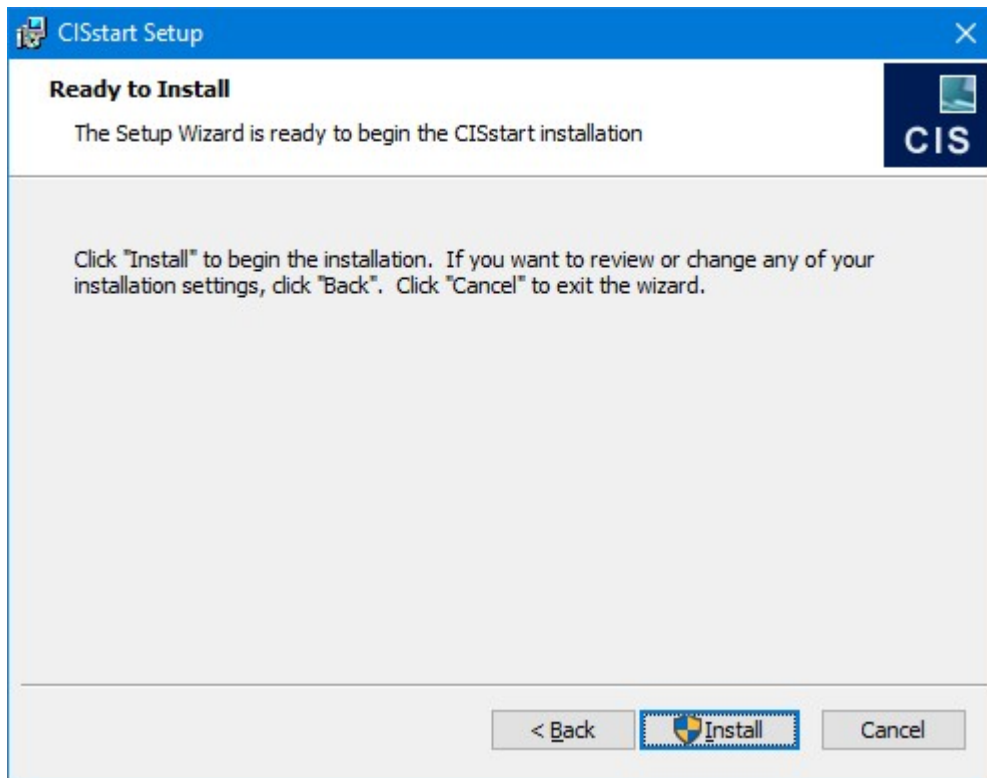 CISstart Setup
Ready to Install
The Setup Wizard is ready to begin the CISstart installation
CIS
Click "Install" to begin the installation.  If you want to review or change any of your
installation settings, click "Back".  Click "Cancel" to exit the wizard.
< Back
Install
Cancel